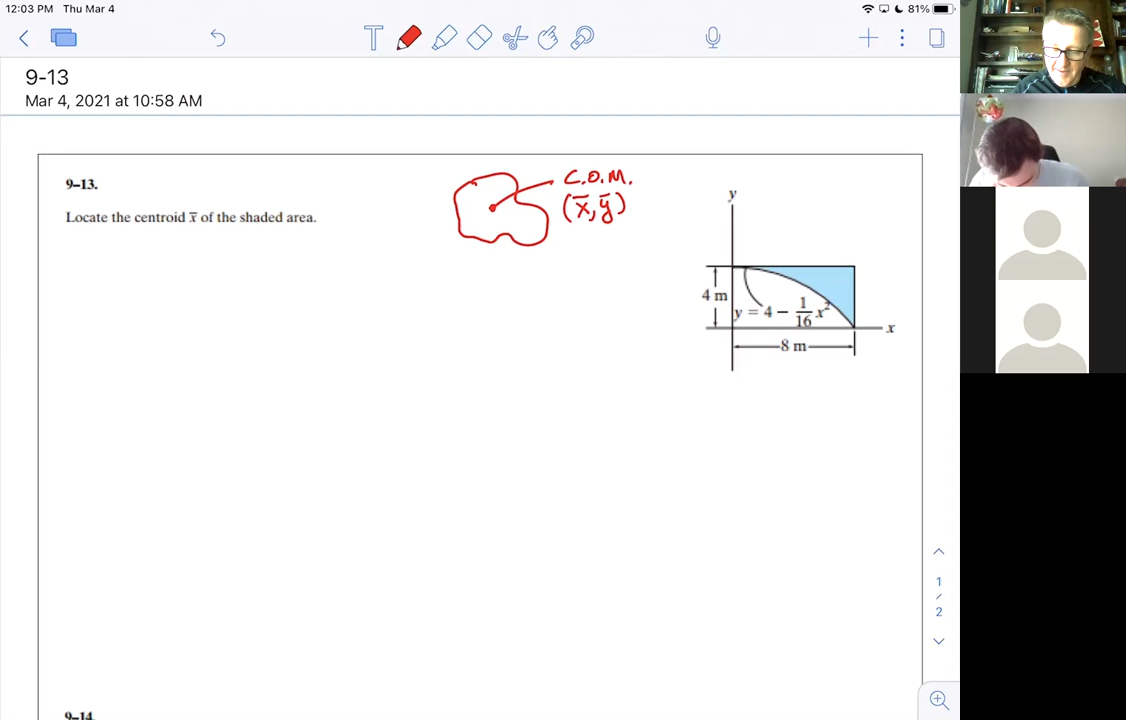 12:03 PM Thu Mar 4
81%
T
9-13
Mar 4, 2021 at 10:58 AM
9–13.
Locate the centroid x̄ of the shaded area.
C.O.M.
(x̄, ȳ)
y
4 m
y = 4 − 1/16 x²
x
8 m
1
/
2
9–14.